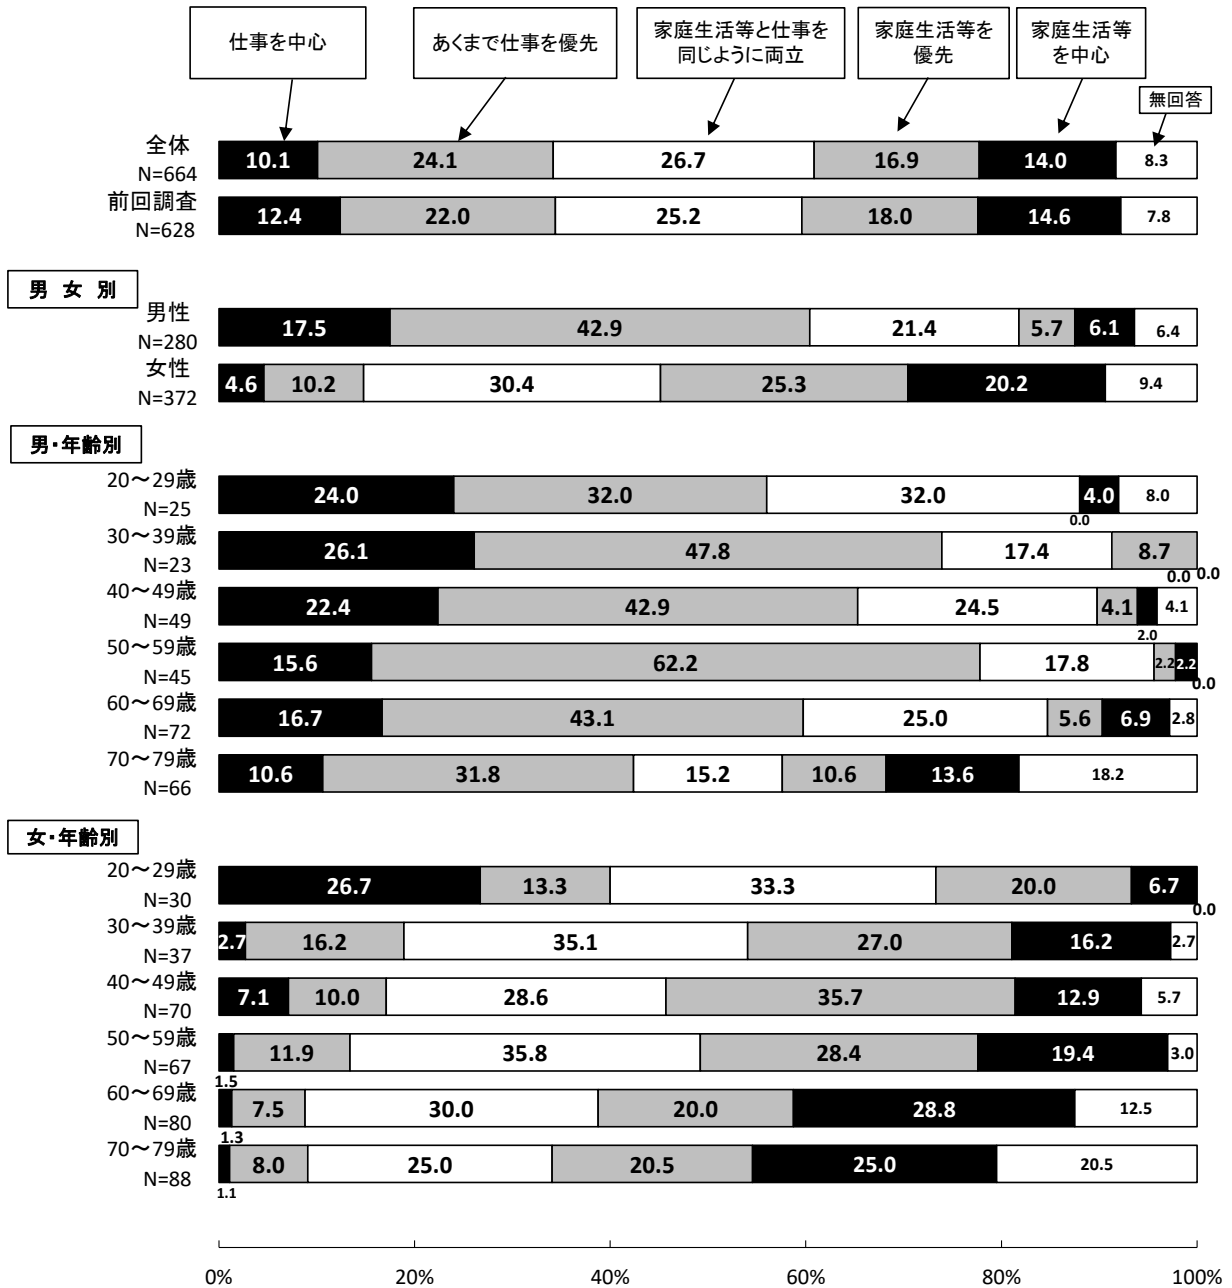 仕事を中心
あくまで仕事を優先
家庭生活等と仕事を
同じように両立
家庭生活等を
優先
家庭生活等
を中心
無回答
全体
N=664
10.1 24.1 26.7 16.9 14.0 8.3
前回調査
N=628
12.4 22.0 25.2 18.0 14.6 7.8
男 女 別
男性
N=280
17.5 42.9 21.4 5.7 6.1 6.4
女性
N=372
4.6 10.2 30.4 25.3 20.2 9.4
男・年齢別
20～29歳
N=25
24.0 32.0 32.0 0.0 4.0 8.0
30～39歳
N=23
26.1 47.8 17.4 8.7 0.0 0.0
40～49歳
N=49
22.4 42.9 24.5 4.1 2.0 4.1
50～59歳
N=45
15.6 62.2 17.8 2.2 2.2 0.0
60～69歳
N=72
16.7 43.1 25.0 5.6 6.9 2.8
70～79歳
N=66
10.6 31.8 15.2 10.6 13.6 18.2
女・年齢別
20～29歳
N=30
26.7 13.3 33.3 20.0 6.7 0.0
30～39歳
N=37
2.7 16.2 35.1 27.0 16.2 2.7
40～49歳
N=70
7.1 10.0 28.6 35.7 12.9 5.7
50～59歳
N=67
1.5 11.9 35.8 28.4 19.4 3.0
60～69歳
N=80
1.3 7.5 30.0 20.0 28.8 12.5
70～79歳
N=88
1.1 8.0 25.0 20.5 25.0 20.5
0% 20% 40% 60% 80% 100%